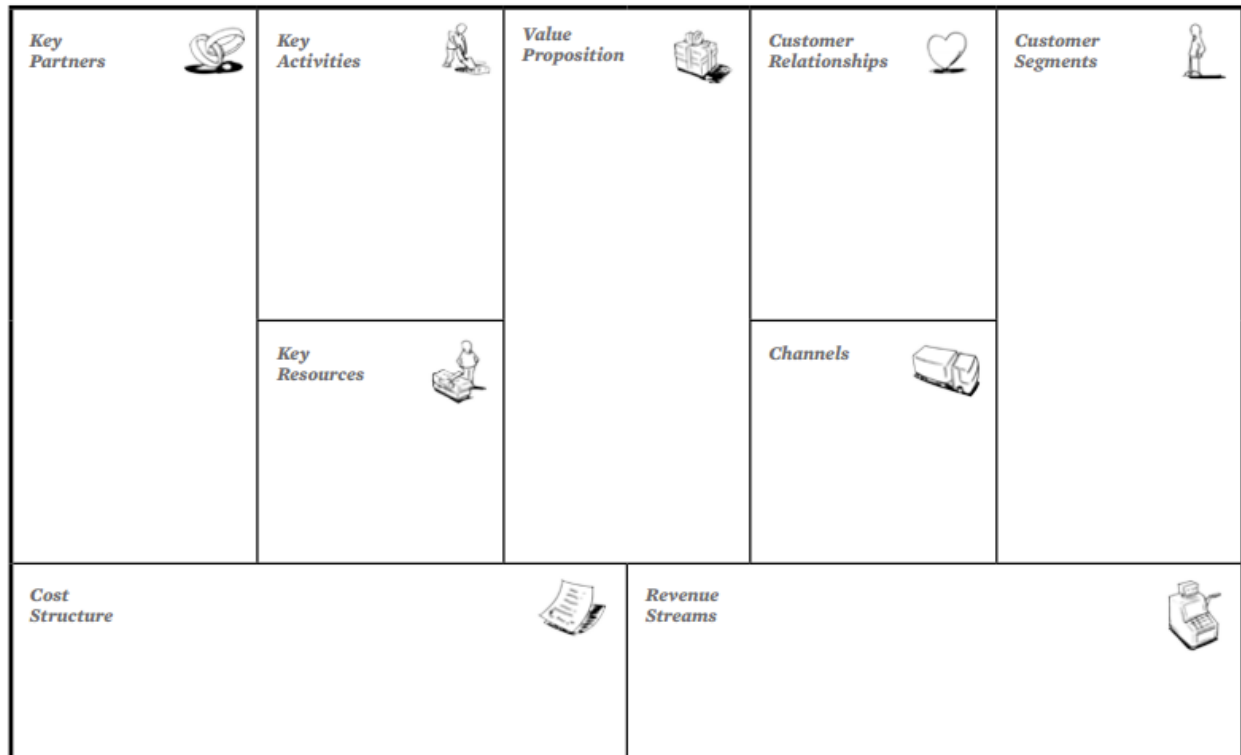 Key
Partners
Key
Activities
Value
Proposition
Customer
Relationships
Customer
Segments
Key
Resources
Channels
Cost
Structure
Revenue
Streams